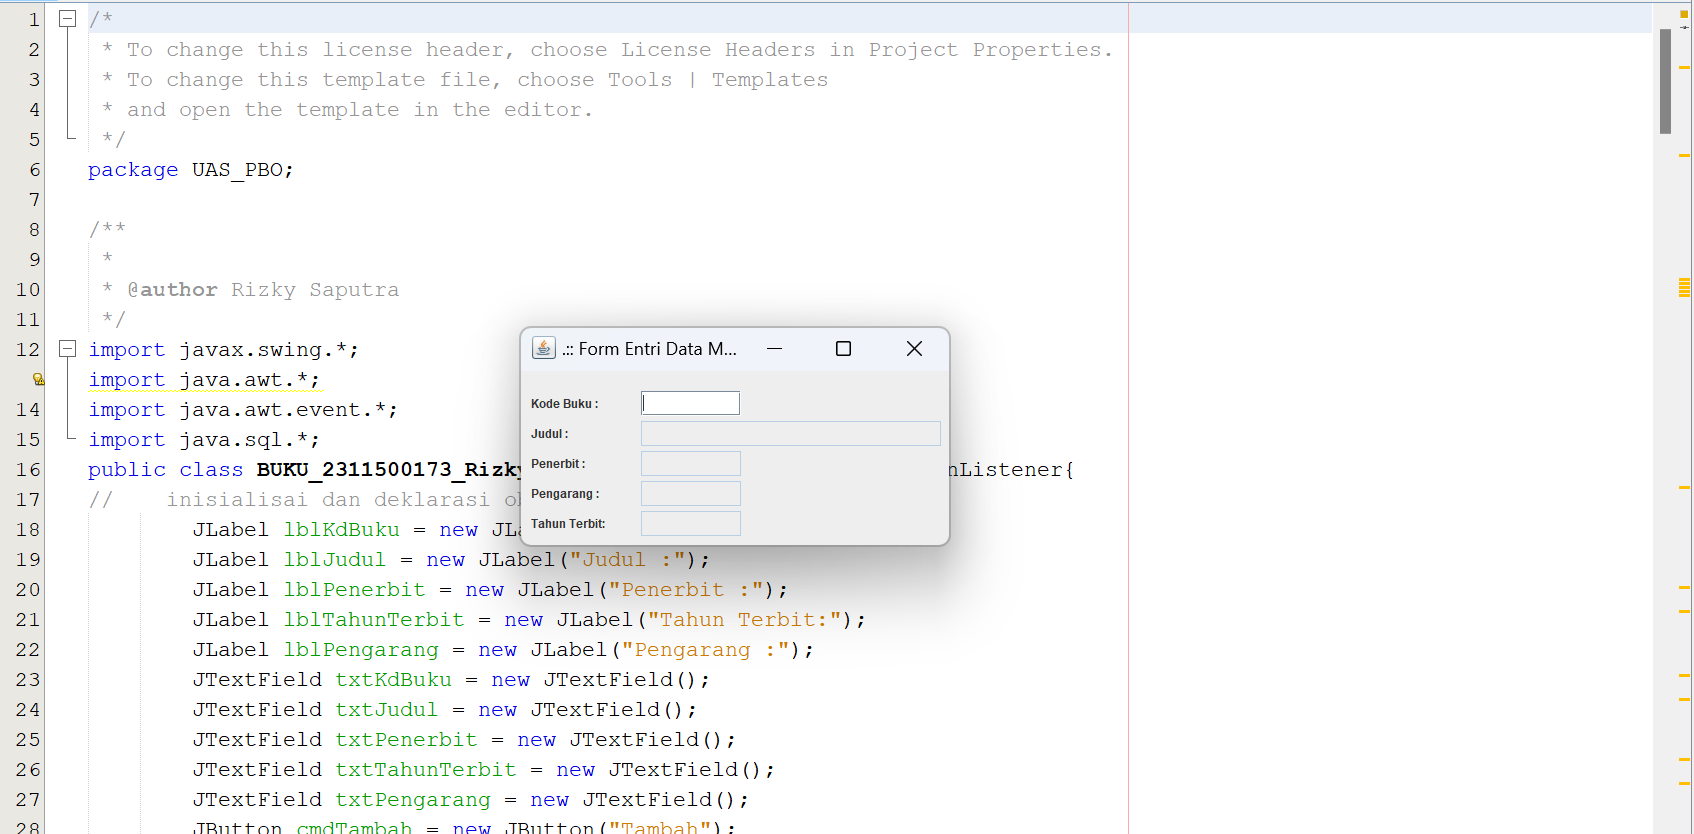 1 /*
2  * To change this license header, choose License Headers in Project Properties.
3  * To change this template file, choose Tools | Templates
4  * and open the template in the editor.
5  */
6 package UAS_PBO;
7
8 /**
9  *
10  * @author Rizky Saputra
11  */
12 import javax.swing.*;
import java.awt.*;
14 import java.awt.event.*;
15 import java.sql.*;
16 public class BUKU_2311500173_Rizky nListener{
17 //    inisialisai dan deklarasi
18 JLabel lblKdBuku = new
19 JLabel lblJudul = new JLabel("Judul :");
20 JLabel lblPenerbit = new JLabel("Penerbit :");
21 JLabel lblTahunTerbit = new JLabel("Tahun Terbit:");
22 JLabel lblPengarang = new JLabel("Pengarang :");
23 JTextField txtKdBuku = new JTextField();
24 JTextField txtJudul = new JTextField();
25 JTextField txtPenerbit = new JTextField();
26 JTextField txtTahunTerbit = new JTextField();
27 JTextField txtPengarang = new JTextField();
28 JButton cmdTambah = new JButton("Tambah");
.:: Form Entri Data M...
Kode Buku :
Judul :
Penerbit :
Pengarang :
Tahun Terbit: